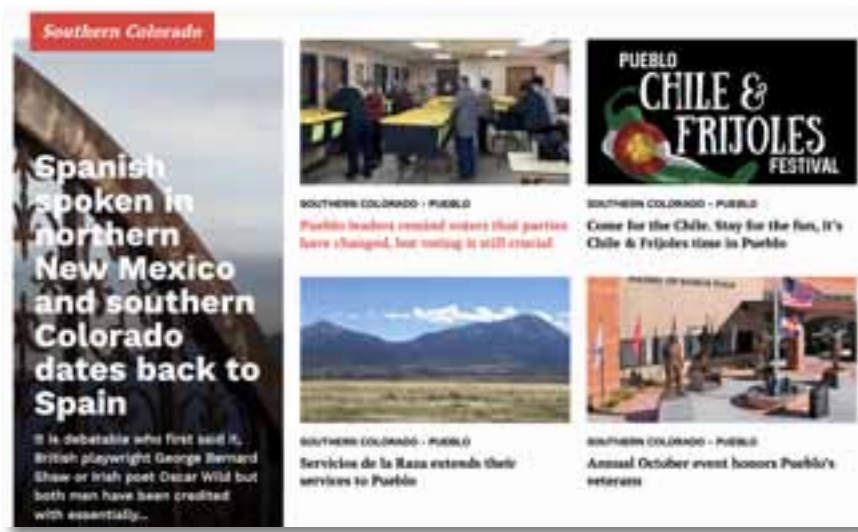 Southern Colorado
Spanish
spoken in
northern
New Mexico
and southern
Colorado
dates back to
Spain
It is debatable who first said it,
British playwright George Bernard
Shaw or Irish poet Oscar Wild but
both men have been credited
with essentially...
SOUTHERN COLORADO - PUEBLO
Pueblo leaders remind voters that parties
have changed, but voting is still crucial
PUEBLO
CHILE &
FRIJOLES
FESTIVAL
SOUTHERN COLORADO - PUEBLO
Come for the Chile. Stay for the fun, it's
Chile & Frijoles time in Pueblo
SOUTHERN COLORADO - PUEBLO
Servicios de la Raza extends their
services to Pueblo
SOUTHERN COLORADO - PUEBLO
Annual October event honors Pueblo's
veterans